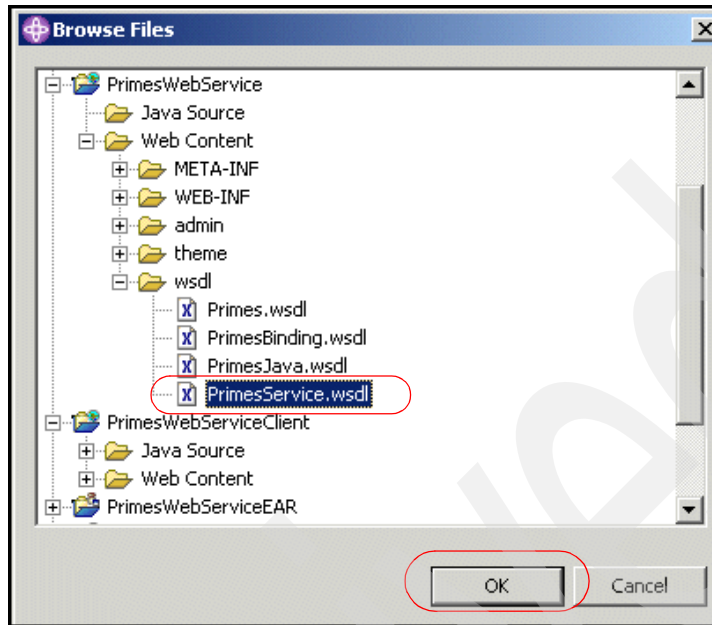 Browse Files
PrimesWebService
Java Source
Web Content
META-INF
WEB-INF
admin
theme
wsdl
Primes.wsdl
PrimesBinding.wsdl
PrimesJava.wsdl
PrimesService.wsdl
PrimesWebServiceClient
Java Source
Web Content
PrimesWebServiceEAR
OK Cancel